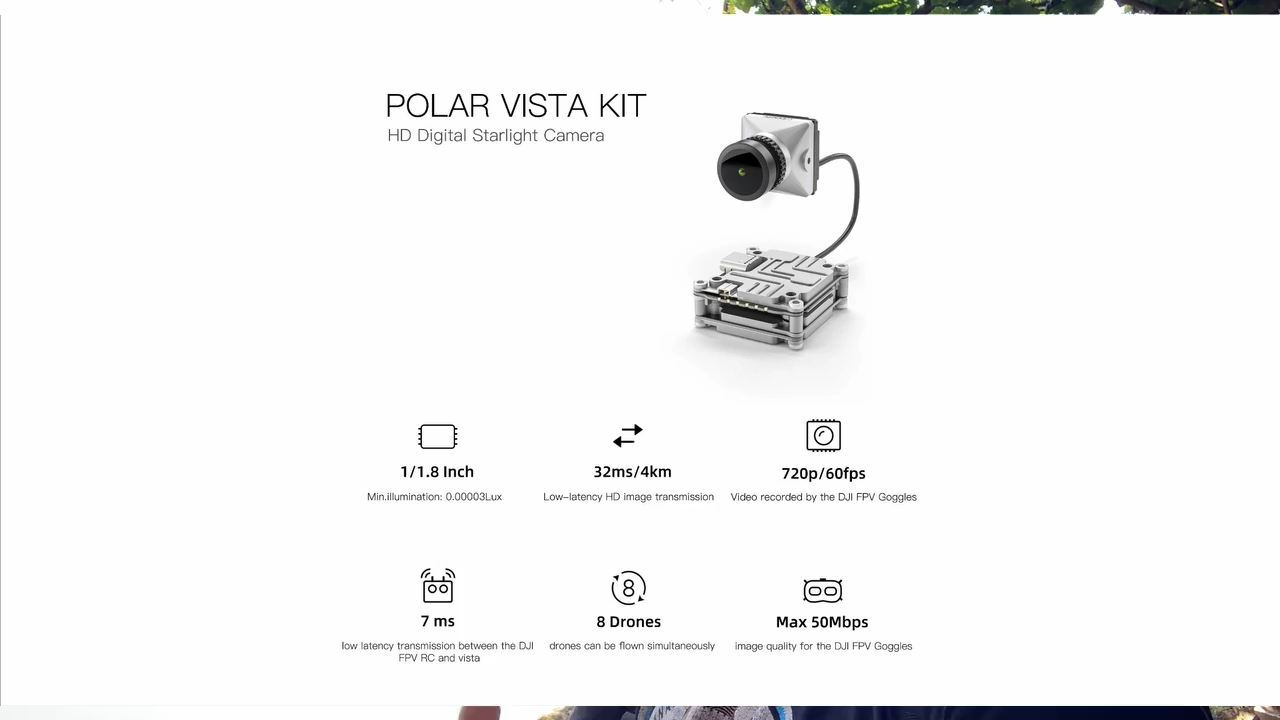 POLAR VISTA KIT
HD Digital Starlight Camera
1/1.8 Inch
Min.illumination: 0.00003Lux
32ms/4km
Low-latency HD image transmission
720p/60fps
Video recorded by the DJI FPV Goggles
7 ms
low latency transmission between the DJI
FPV RC and vista
8
8 Drones
drones can be flown simultaneously
Max 50Mbps
image quality for the DJI FPV Goggles